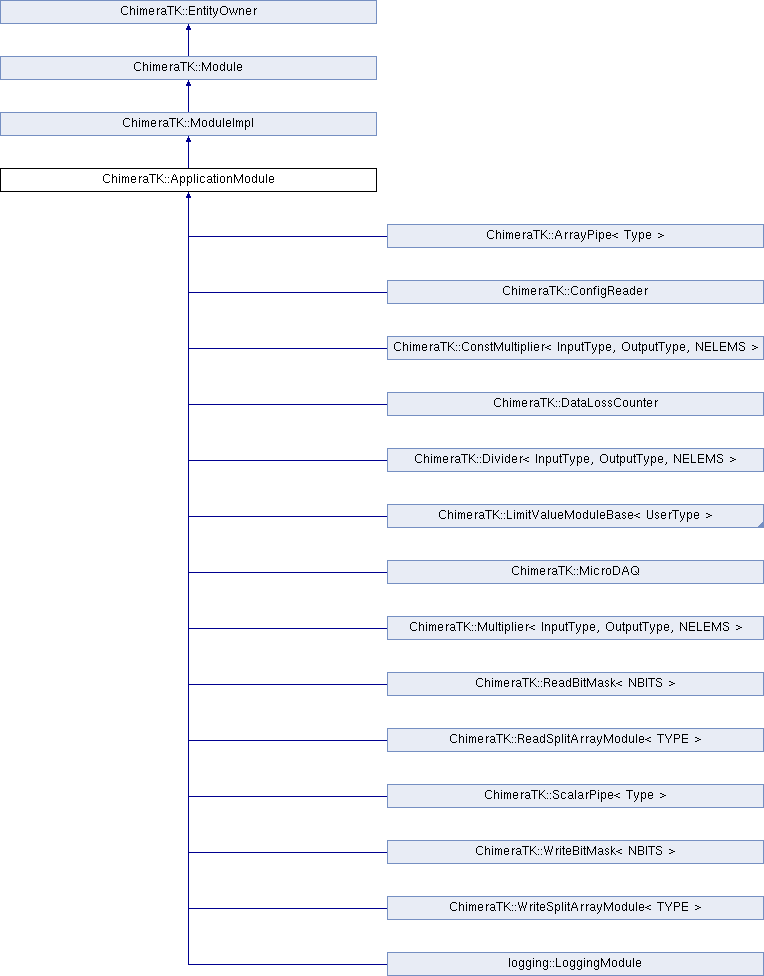 ChimeraTK::EntityOwner
ChimeraTK::Module
ChimeraTK::ModuleImpl
ChimeraTK::ApplicationModule
ChimeraTK::ArrayPipe< Type >
ChimeraTK::ConfigReader
ChimeraTK::ConstMultiplier< InputType, OutputType, NELEMS >
ChimeraTK::DataLossCounter
ChimeraTK::Divider< InputType, OutputType, NELEMS >
ChimeraTK::LimitValueModuleBase< UserType >
ChimeraTK::MicroDAQ
ChimeraTK::Multiplier< InputType, OutputType, NELEMS >
ChimeraTK::ReadBitMask< NBITS >
ChimeraTK::ReadSplitArrayModule< TYPE >
ChimeraTK::ScalarPipe< Type >
ChimeraTK::WriteBitMask< NBITS >
ChimeraTK::WriteSplitArrayModule< TYPE >
logging::LoggingModule